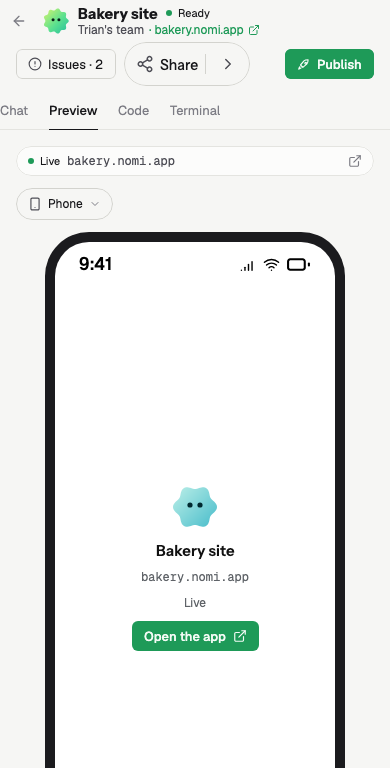 Bakery site Ready
Trian's team · bakery.nomi.app
Issues · 2 Share Publish
Chat Preview Code Terminal
Live bakery.nomi.app
Phone
9:41
Bakery site
bakery.nomi.app
Live
Open the app